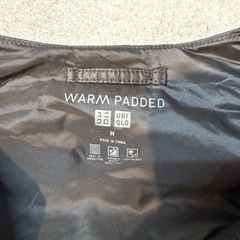 WARM PADDED
ユニ UNI
クロ QLO
M
MADE IN CHINA